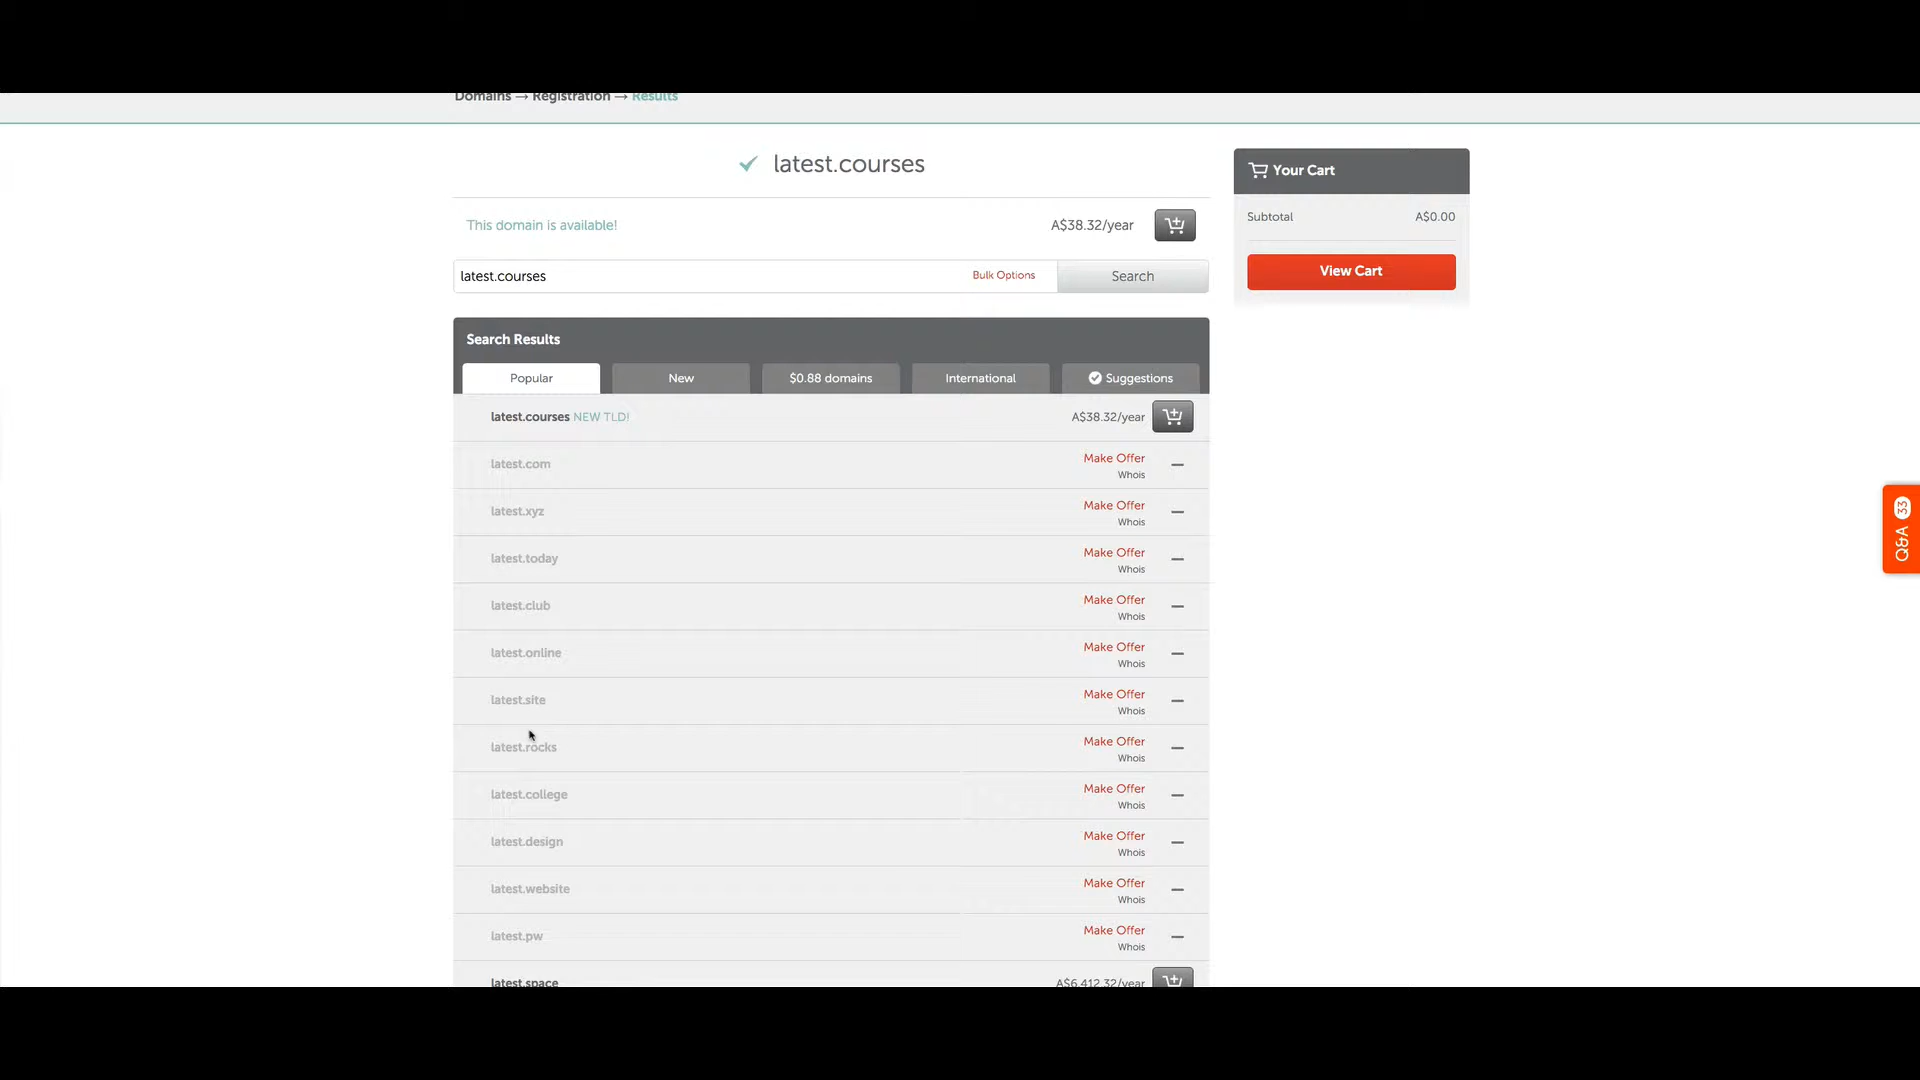 Domains → Registration → Results
latest.courses
This domain is available!
A$38.32/year
latest.courses
Bulk Options
Search
Your Cart
Subtotal
A$0.00
View Cart
Search Results
Popular
New
$0.88 domains
International
Suggestions
latest.courses NEW TLD!
A$38.32/year
latest.com
Make Offer
Whois
latest.xyz
Make Offer
Whois
latest.today
Make Offer
Whois
latest.club
Make Offer
Whois
latest.online
Make Offer
Whois
latest.site
Make Offer
Whois
latest.rocks
Make Offer
Whois
latest.college
Make Offer
Whois
latest.design
Make Offer
Whois
latest.website
Make Offer
Whois
latest.pw
Make Offer
Whois
latest.space
A$6,412.32/year
Q&A 33